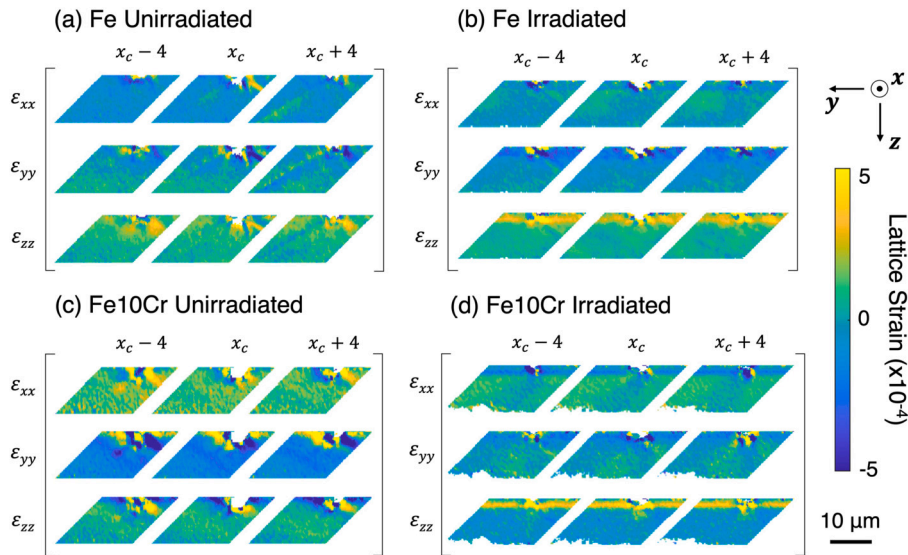 (a) Fe Unirradiated
(b) Fe Irradiated
x_c − 4 x_c x_c + 4
x_c − 4 x_c x_c + 4
ε_xx
ε_yy
ε_zz
ε_xx
ε_yy
ε_zz
x
y
z
(c) Fe10Cr Unirradiated
(d) Fe10Cr Irradiated
x_c − 4 x_c x_c + 4
x_c − 4 x_c x_c + 4
ε_xx
ε_yy
ε_zz
ε_xx
ε_yy
ε_zz
5
0
-5
Lattice Strain (x10⁻⁴)
10 μm